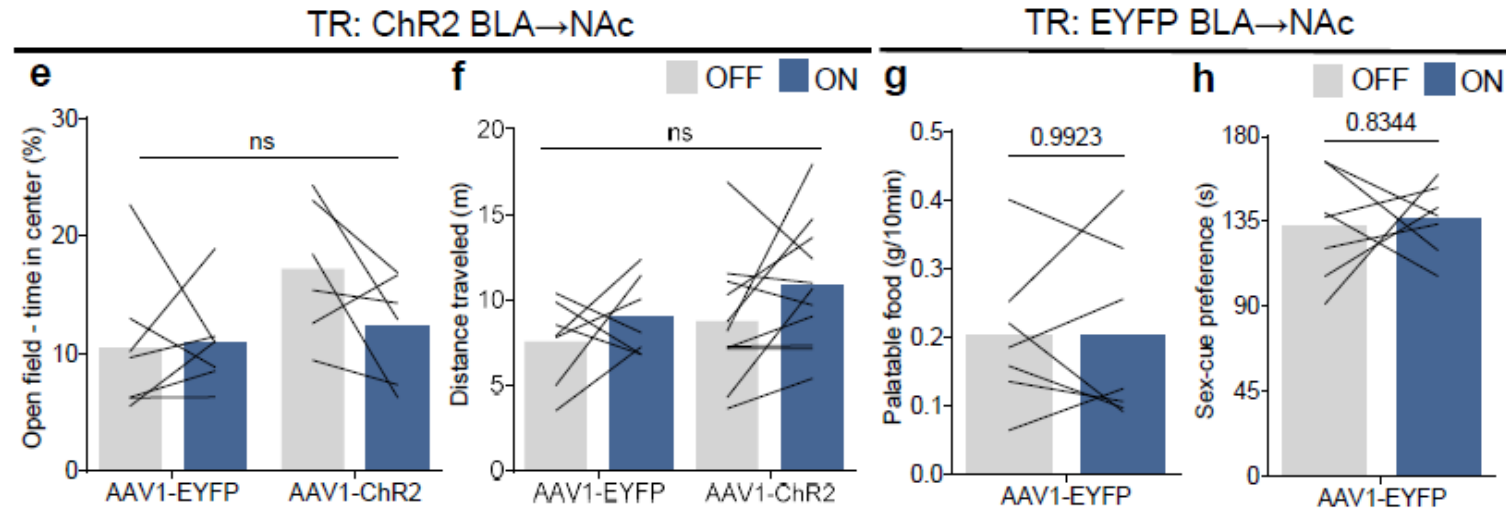 TR: ChR2 BLA→NAc
TR: EYFP BLA→NAc
e
f
OFF
ON
g
h
OFF
ON
Open field - time in center (%)
30
20
10
0
ns
AAV1-EYFP
AAV1-ChR2
Distance traveled (m)
20
15
10
5
0
ns
AAV1-EYFP
AAV1-ChR2
Palatable food (g/10min)
0.5
0.4
0.3
0.2
0.1
0.0
0.9923
AAV1-EYFP
Sex-cue preference (s)
180
135
90
45
0
0.8344
AAV1-EYFP